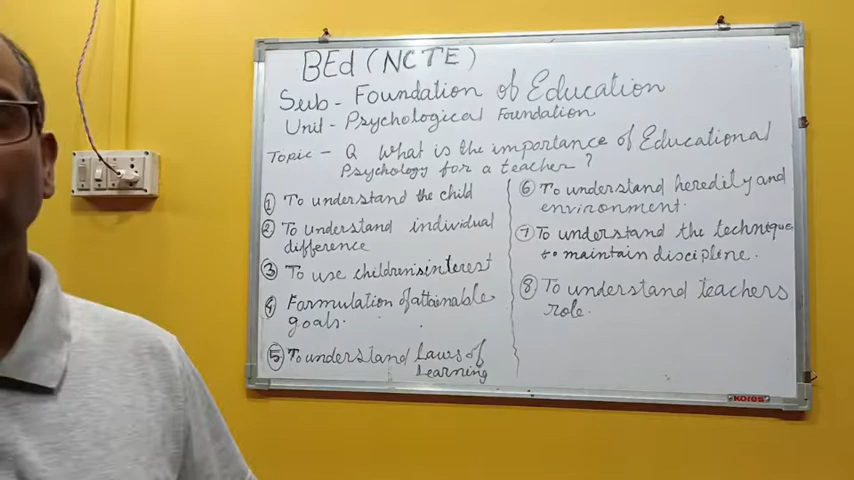 BEd (NCTE)
Sub - Foundation of Education
Unit - Psychological Foundation
Topic - Q What is the importance of Educational
Psychology for a teacher?
① To understand the child
② To understand individual
difference
③ To use children's interest
④ Formulation of attainable
goals.
⑤ To understand Laws of
Learning
⑥ To understand heredity and
environment.
⑦ To understand the technique
to maintain discipline.
⑧ To understand teachers
role.
kores